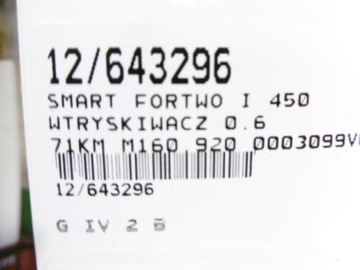 12/643296
SMART FORTWO I 450
WTRYSKIWACZ 0.6
71KM M160 920 0003099V
12/643296
G IV 2 B